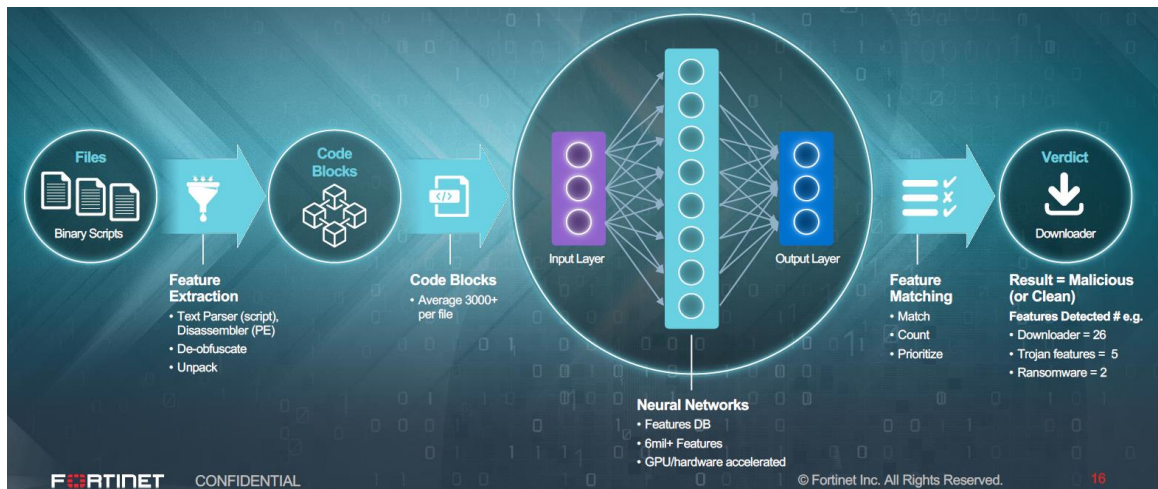 Files
Binary Scripts
Feature
Extraction
• Text Parser (script),
Disassembler (PE)
• De-obfuscate
• Unpack
Code
Blocks
</>
Code Blocks
• Average 3000+
per file
Input Layer
Output Layer
Neural Networks
• Features DB
• 6mil+ Features
• GPU/hardware accelerated
Feature
Matching
• Match
• Count
• Prioritize
Verdict
Downloader
Result = Malicious
(or Clean)
Features Detected # e.g.
• Downloader = 26
• Trojan features = 5
• Ransomware = 2
FORTINET CONFIDENTIAL © Fortinet Inc. All Rights Reserved. 16